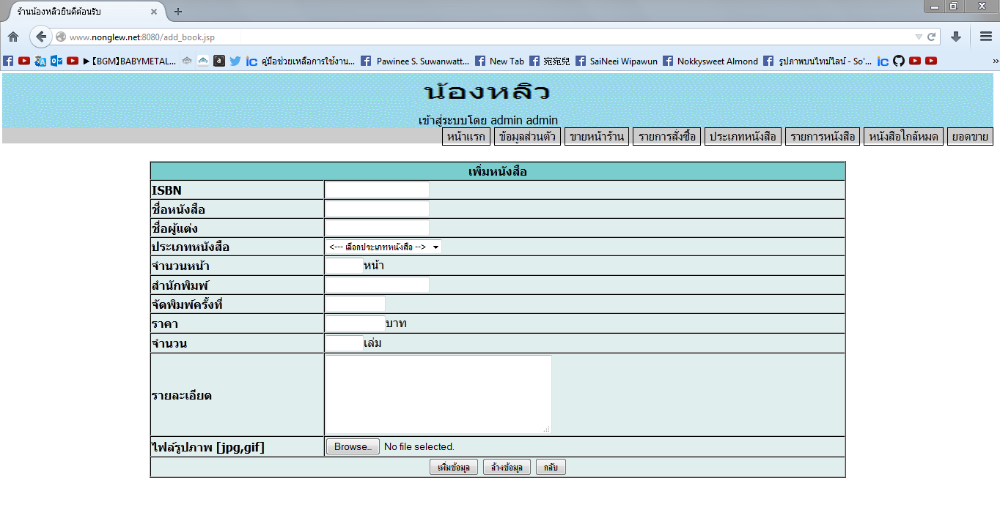 ร้านน้องหลิวยินดีต้อนรับ
www.nonglew.net:8080/add_book.jsp
【BGM】BABYMETAL... a คู่มือช่วยเหลือการใช้งาน... Pawinee S. Suwanwatt... New Tab 宛宛兒 SaiNeei Wipawun Nokkysweet Almond รูปภาพบนไทม์ไลน์ - So'...
น้องหลิว
เข้าสู่ระบบโดย admin admin
หน้าแรก ข้อมูลส่วนตัว ขายหน้าร้าน รายการสั่งซื้อ ประเภทหนังสือ รายการหนังสือ หนังสือใกล้หมด ยอดขาย
เพิ่มหนังสือ
ISBN
ชื่อหนังสือ
ชื่อผู้แต่ง
ประเภทหนังสือ <--- เลือกประเภทหนังสือ -->
จำนวนหน้า หน้า
สำนักพิมพ์
จัดพิมพ์ครั้งที่
ราคา บาท
จำนวน เล่ม
รายละเอียด
ไฟล์รูปภาพ [jpg,gif] Browse... No file selected.
เพิ่มข้อมูล ล้างข้อมูล กลับ